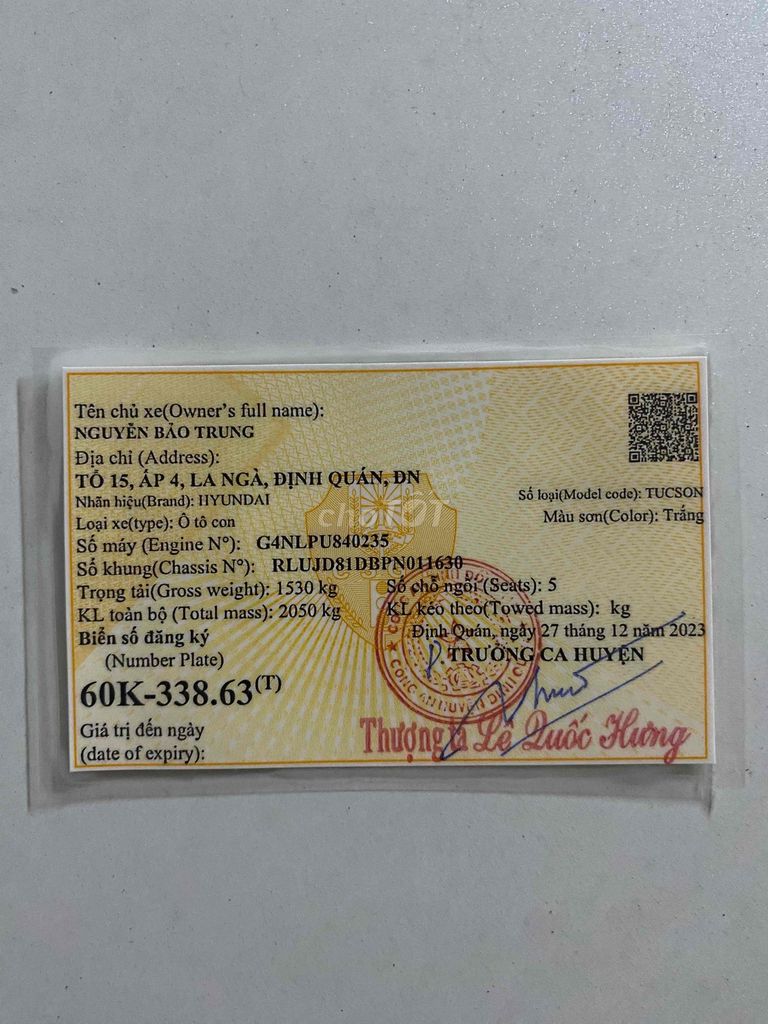 Tên chủ xe(Owner's full name):
NGUYỄN BẢO TRUNG
Địa chỉ (Address):
TỔ 15, ẤP 4, LA NGÀ, ĐỊNH QUÁN, ĐN
Nhãn hiệu(Brand): HYUNDAI Số loại(Model code): TUCSON
Loại xe(type): Ô tô con Màu sơn(Color): Trắng
chợTỐT
Số máy (Engine Nº): G4NLPU840235
Số khung(Chassis Nº): RLUJD81DBPN011630
Trọng tải(Gross weight): 1530 kg Số chỗ ngồi (Seats): 5
KL toàn bộ (Total mass): 2050 kg KL kéo theo(Towed mass): kg
Biển số đăng ký Định Quán, ngày 27 tháng 12 năm 2023
(Number Plate) P. TRƯỞNG CA HUYỆN
60K-338.63(T)
Giá trị đến ngày
(date of expiry):
Thượng tá Lê Quốc Hưng